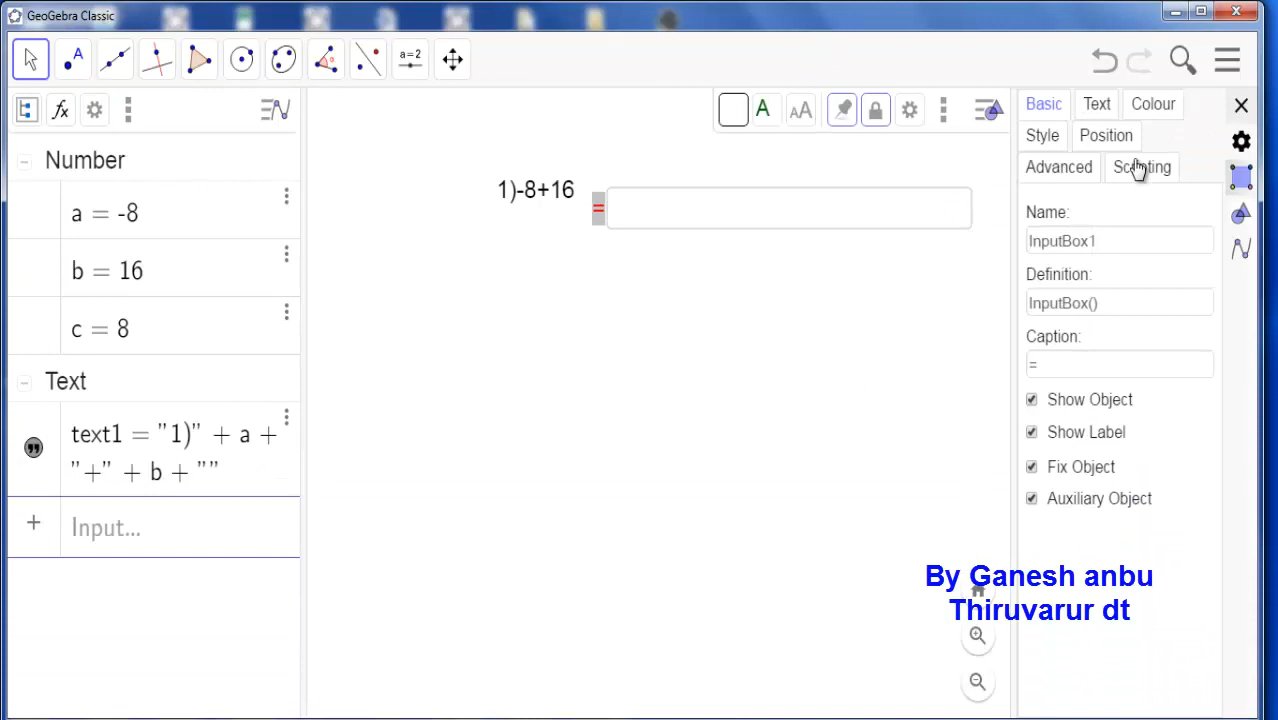 GeoGebra Classic
A
a=2
fx
A
AA
Basic
Text
Colour
Style
Position
Advanced
Number
a = -8
b = 16
c = 8
Text
text1 = "1)" + a +
"+" + b + ""
Input...
1)-8+16
=
Name:
InputBox1
Definition:
InputBox()
Caption:
=
Show Object
Show Label
Fix Object
Auxiliary Object
By Ganesh anbu
Thiruvarur dt